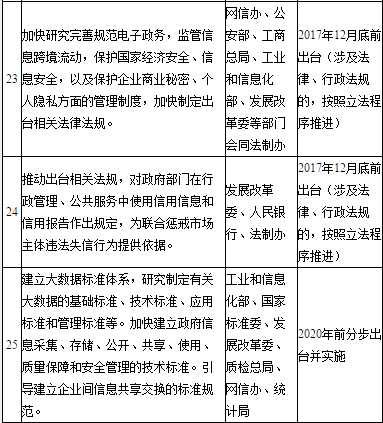 23
加快研究完善规范电子政务，监管信
息跨境流动，保护国家经济安全、信
息安全，以及保护企业商业秘密、个
人隐私方面的管理制度，加快制定出
台相关法律法规。
网信办、公
安部、工商
总局、工业
和信息化
部、发展改
革委等部门
会同法制办
2017年12月底前
出台（涉及法
律、行政法规
的，按照立法程
序推进）
24
推动出台相关法规，对政府部门在行
政管理、公共服务中使用信用信息和
信用报告作出规定，为联合惩戒市场
主体违法失信行为提供依据。
发展改革
委、人民银
行、法制办
2017年12月底前
出台（涉及法
律、行政法规
的，按照立法程
序推进）
25
建立大数据标准体系，研究制定有关
大数据的基础标准、技术标准、应用
标准和管理标准等。加快建立政府信
息采集、存储、公开、共享、使用、
质量保障和安全管理的技术标准。引
导建立企业间信息共享交换的标准规
范。
工业和信息
化部、国家
标准委、发
展改革委、
质检总局、
网信办、统
计局
2020年前分步出
台并实施